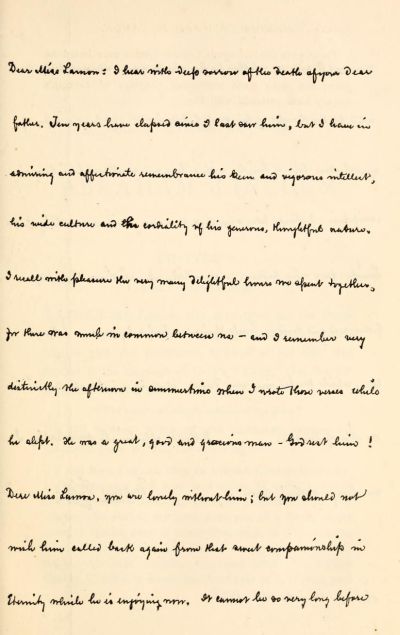 Dear Miss Lamon: I hear with deep sorrow of the death of your dear
father. Ten years have elapsed since I last saw him, but I have in
admiring and affectionate remembrance his keen and vigorous intellect,
his wide culture and the cordiality of his generous, thoughtful nature.
I recall with pleasure the very many delightful hours we spent together,
for there was much in common between us – and I remember very
distinctly the afternoon in summertime when I wrote those verses while
he slept. He was a great, good and gracious man – God rest him!
Dear Miss Lamon, you are lonely without him; but you should not
wish him called back again from that sweet companionship in
Eternity which he is enjoying now. It cannot be so very long before